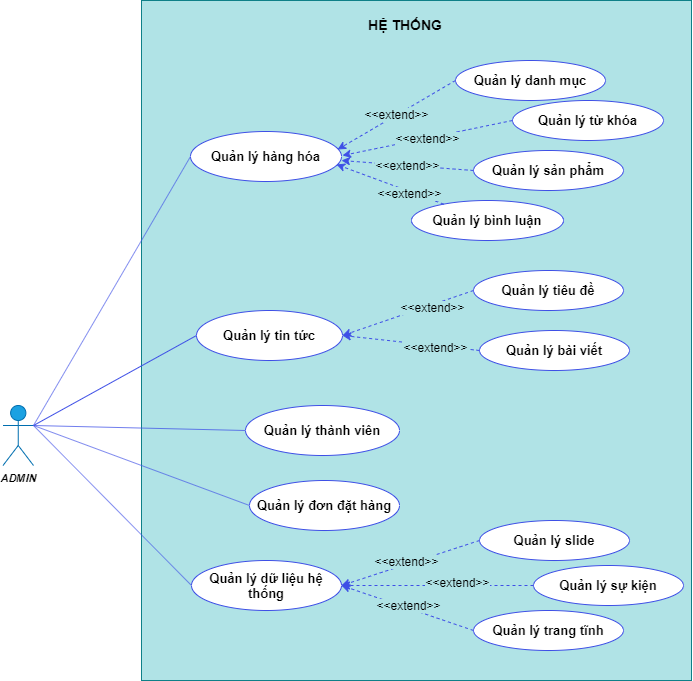 HỆ THỐNG
Quản lý danh mục
<<extend>>
Quản lý từ khóa
<<extend>>
Quản lý hàng hóa
<<extend>>
Quản lý sản phẩm
<<extend>>
Quản lý bình luận
Quản lý tiêu đề
<<extend>>
Quản lý tin tức
<<extend>>
Quản lý bài viết
Quản lý thành viên
ADMIN
Quản lý đơn đặt hàng
Quản lý slide
<<extend>>
Quản lý dữ liệu hệ
thống
<<extend>>
Quản lý sự kiện
<<extend>>
Quản lý trang tĩnh